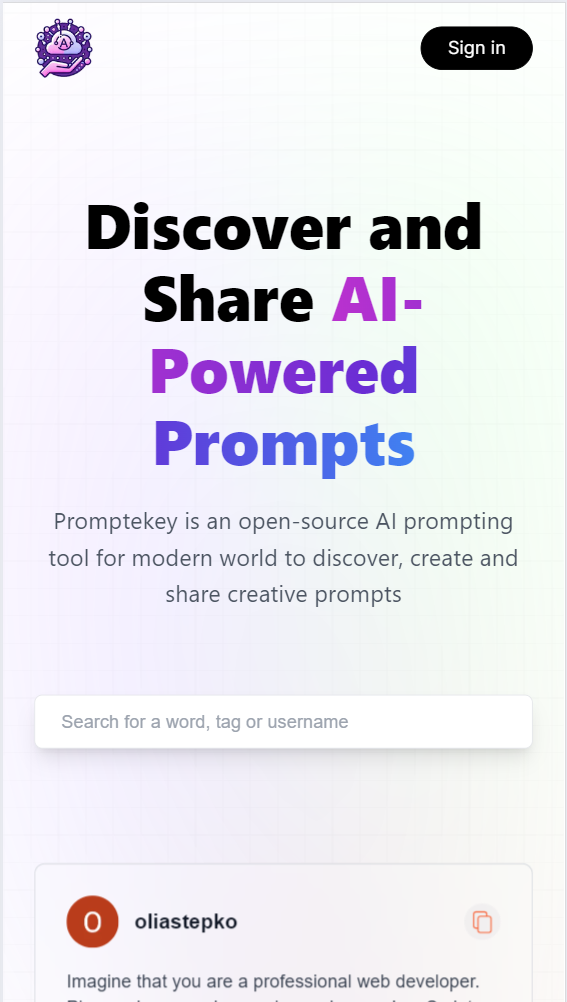 A
Sign in
Discover and
Share AI-
Powered
Prompts
Promptekey is an open-source AI prompting
tool for modern world to discover, create and
share creative prompts
Search for a word, tag or username
O
oliastepko
Imagine that you are a professional web developer.